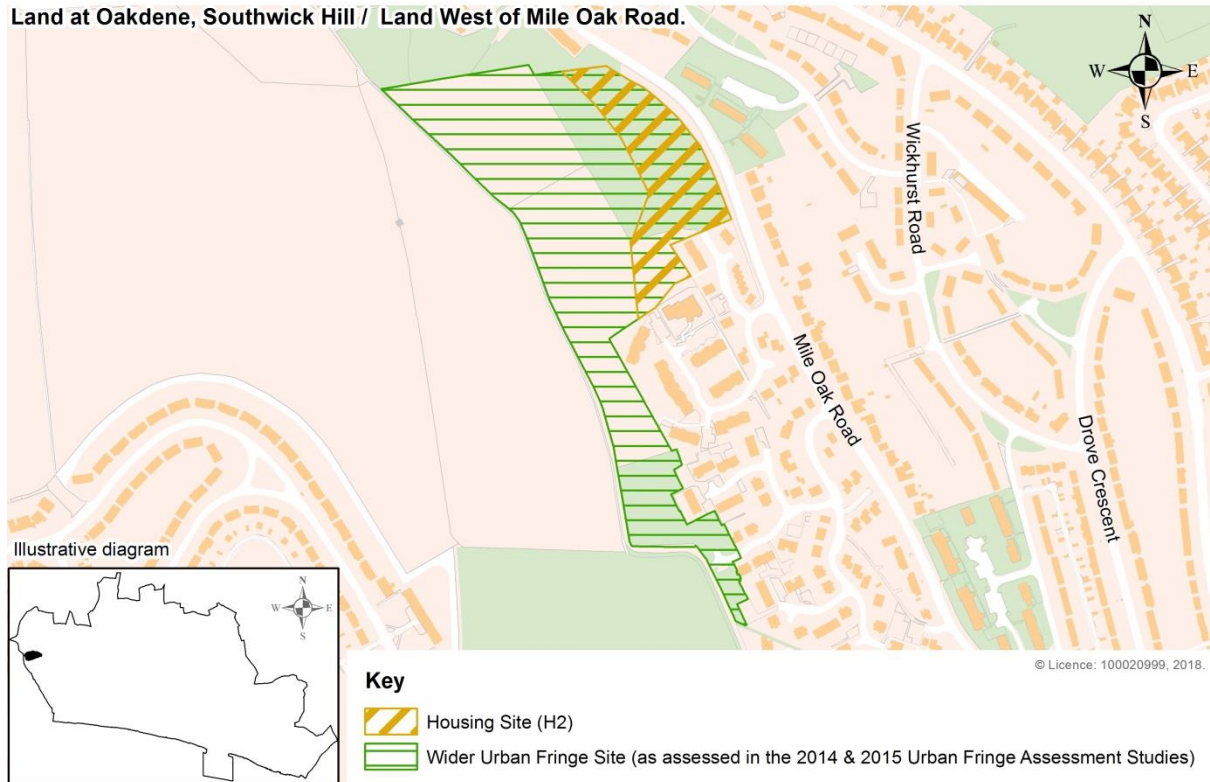 Land at Oakdene, Southwick Hill / Land West of Mile Oak Road.
N
W
E
S
Wickhurst Road
Mile Oak Road
Drove Crescent
Illustrative diagram
N
W
E
S
© Licence: 100020999, 2018.
Key
Housing Site (H2)
Wider Urban Fringe Site (as assessed in the 2014 & 2015 Urban Fringe Assessment Studies)